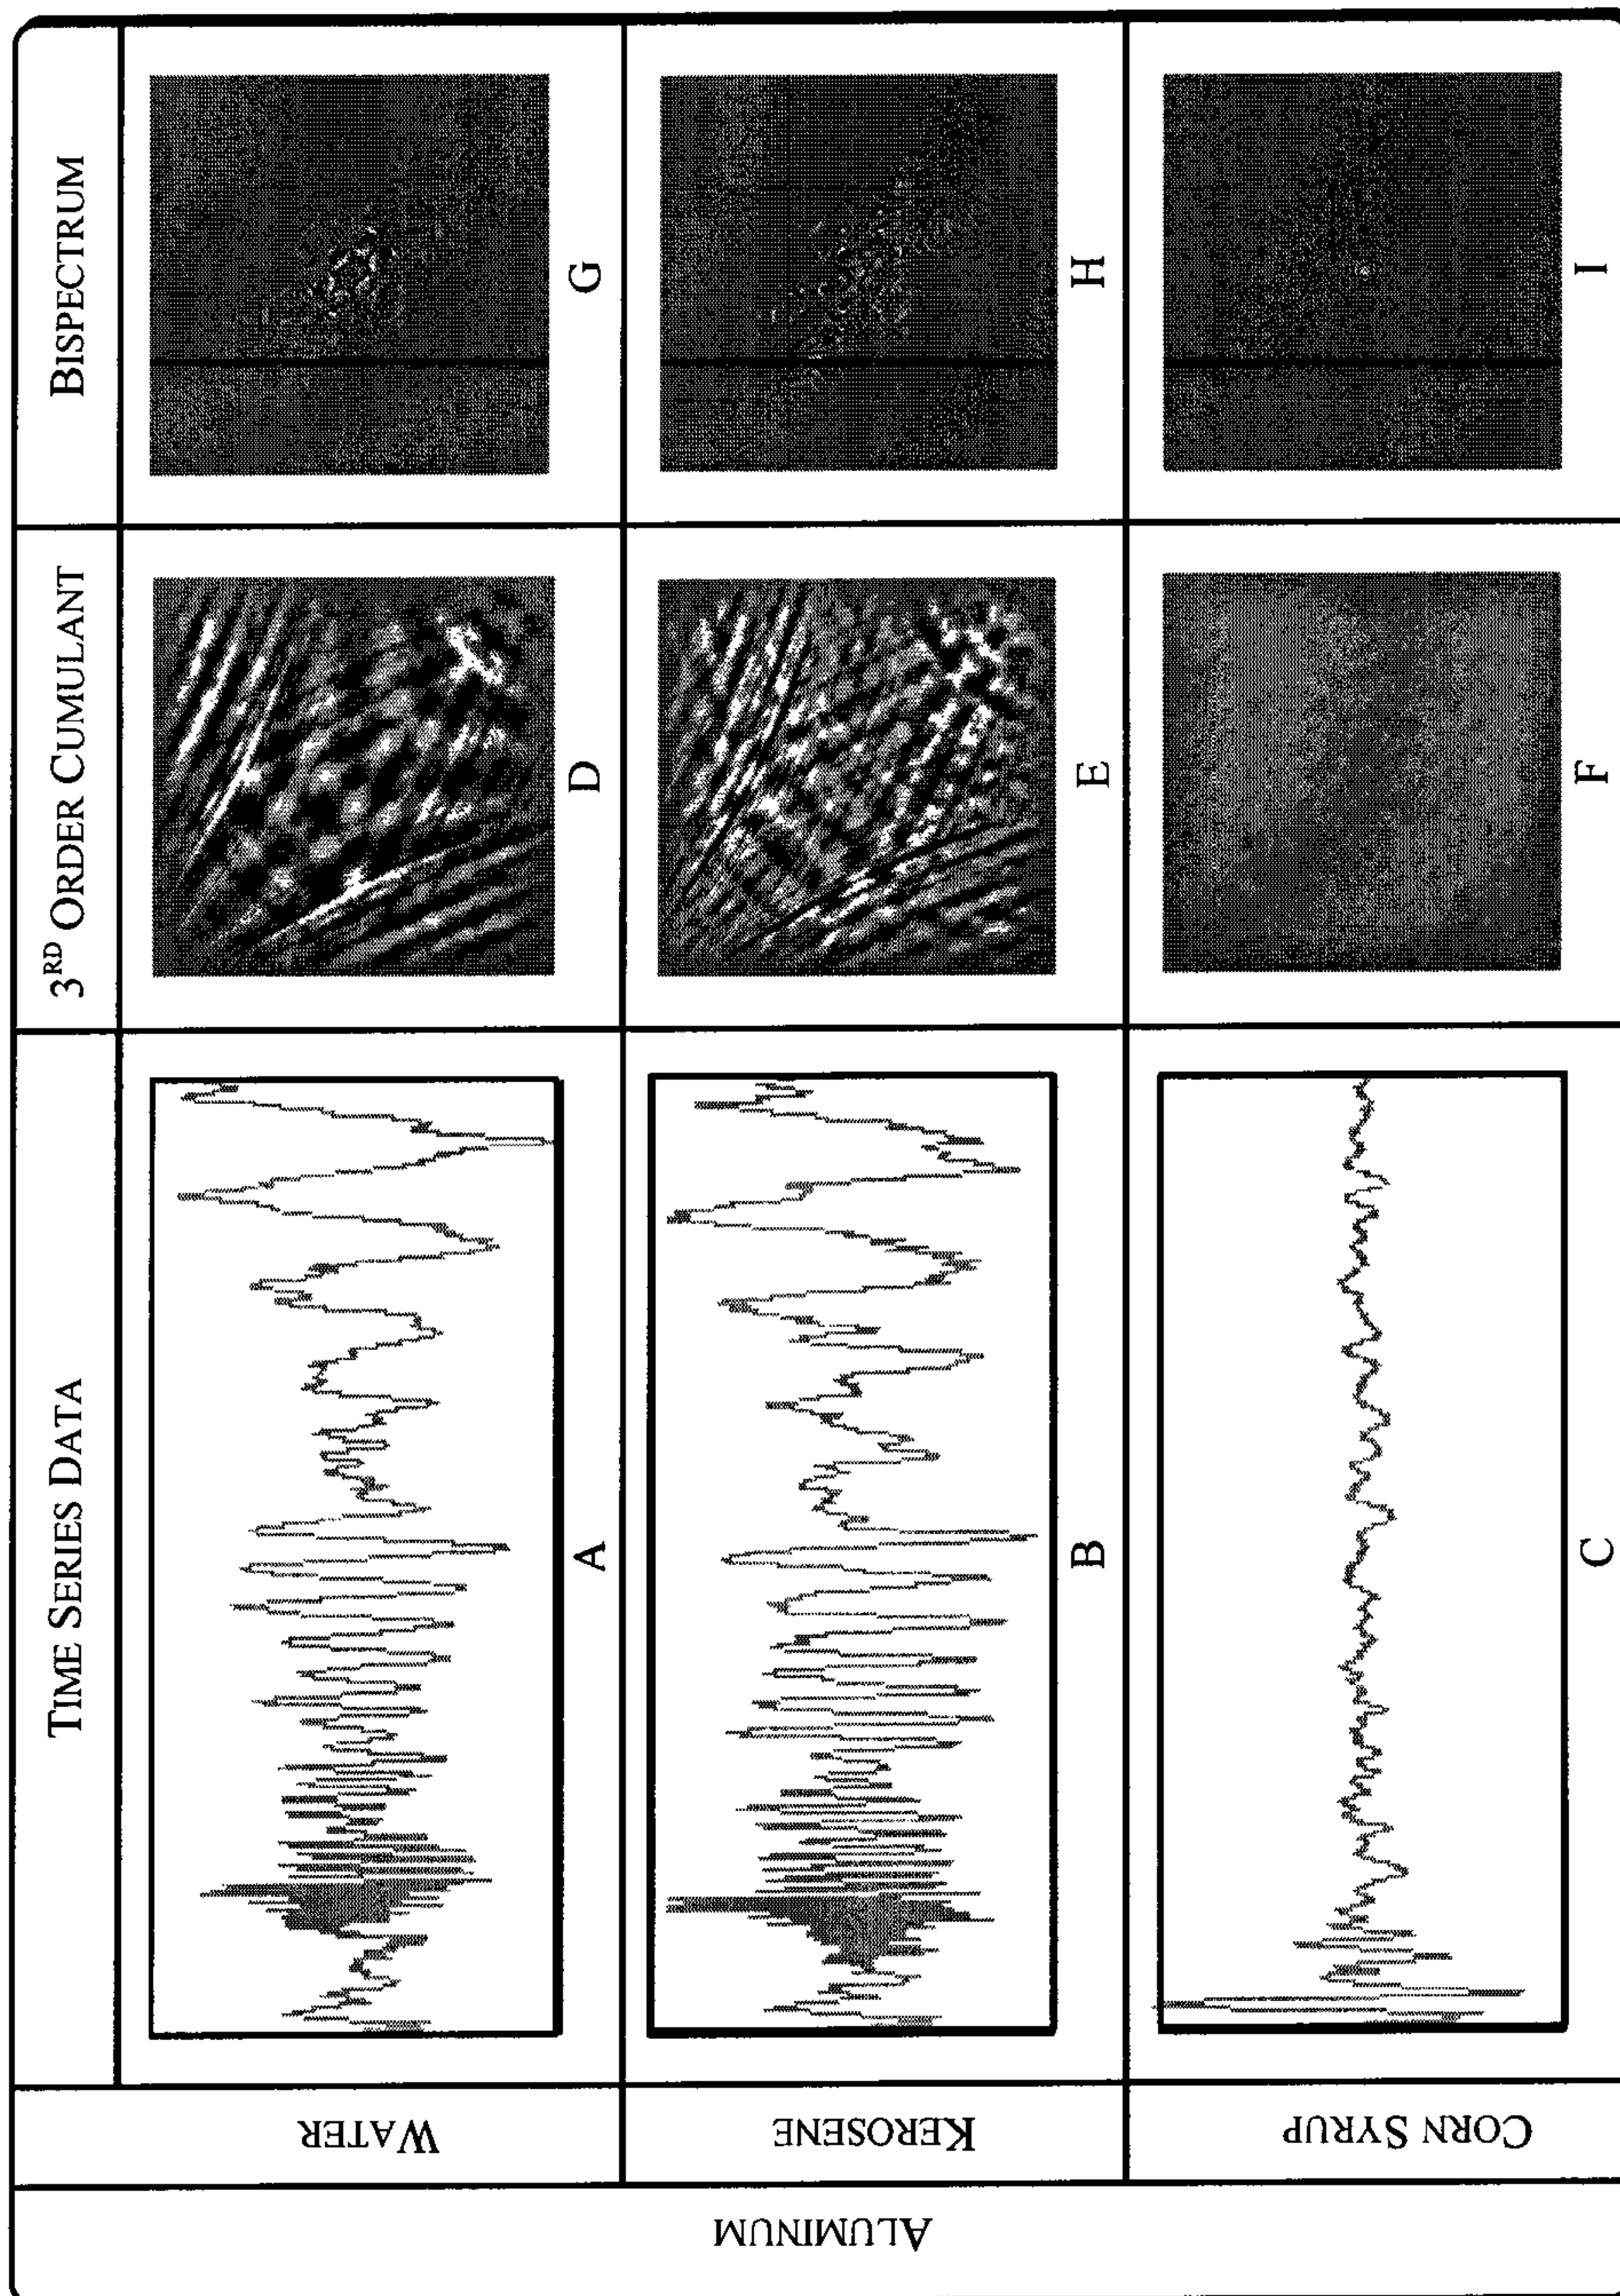 TIME SERIES DATA
3RD ORDER CUMULANT
BISPECTRUM
ALUMINUM
WATER
A
D
G
KEROSENE
B
E
H
CORN SYRUP
C
F
I